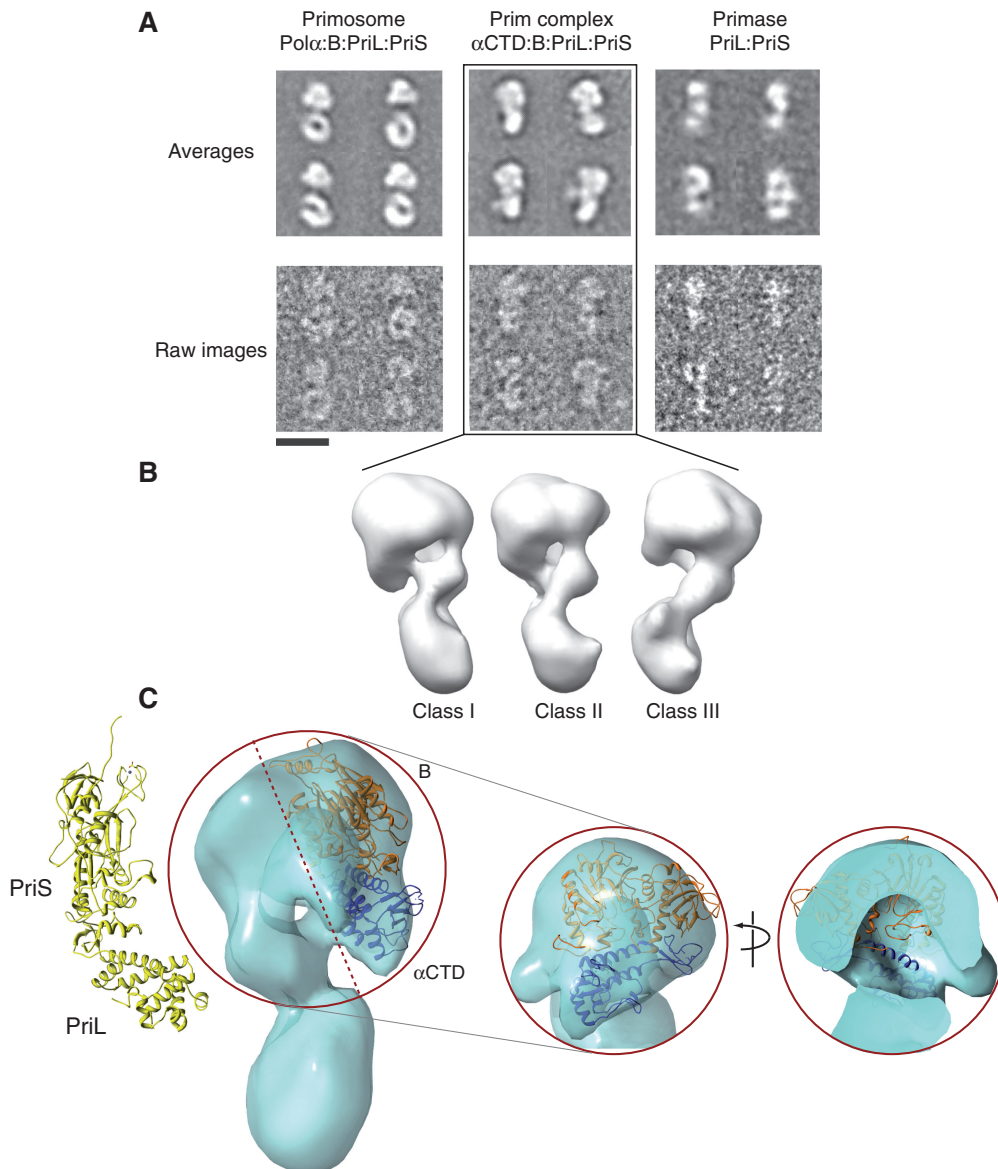 A
Primosome
Polα:B:PriL:PriS
Prim complex
αCTD:B:PriL:PriS
Primase
PriL:PriS
Averages
Raw images
B
Class I
Class II
Class III
C
B
PriS
αCTD
PriL